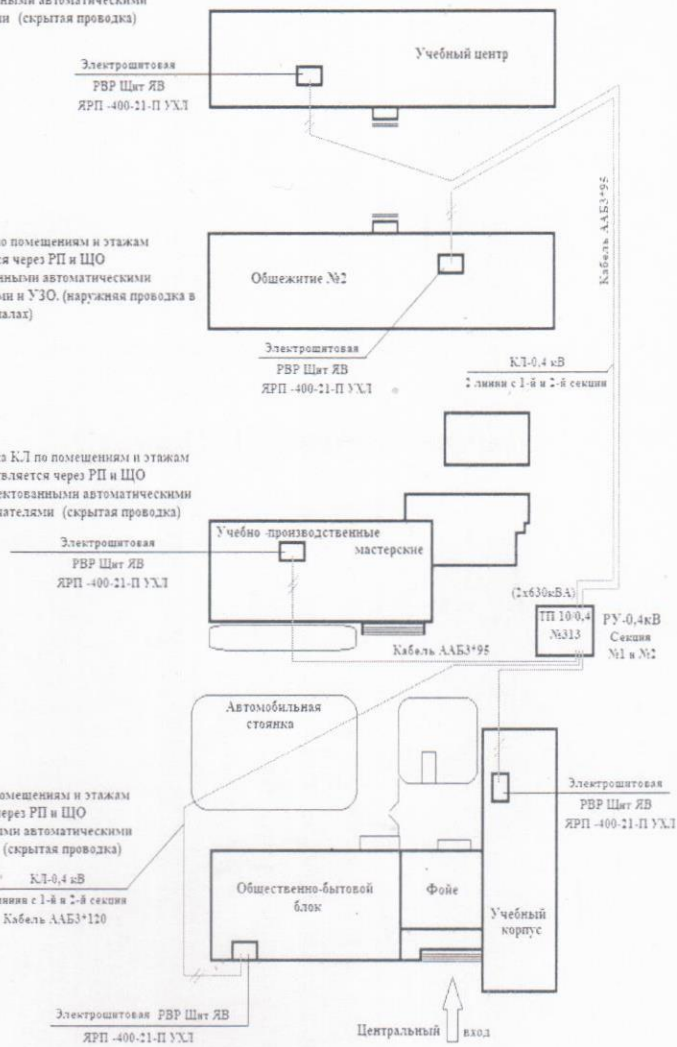 ными автоматическими
ми (скрытая проводка)
Учебный центр
Электрощитовая
РВР Щит ЯВ
ЯРП -400-21-П УХЛ
Кабель ААБ3*95
по помещениям и этажам
ся через РП и ЩО
нными автоматическими
ми и УЗО. (наружняя проводка в
налах)
Общежитие №2
Электрощитовая
РВР Щит ЯВ
ЯРП -400-21-П УХЛ
КЛ-0,4 кВ
2 линии с 1-й и 2-й секции
а КЛ по помещениям и этажам
вляется через РП и ЩО
ектованными автоматическими
чателями (скрытая проводка)
Учебно -производственные
мастерские
Электрощитовая
РВР Щит ЯВ
ЯРП -400-21-П УХЛ
(2х630кВА)
ТП 10/0,4
№313
РУ-0,4кВ
Секция
№1 и №2
Кабель ААБ3*95
Автомобильная
стоянка
Электрощитовая
РВР Щит ЯВ
ЯРП -400-21-П УХЛ
омещениям и этажам
через РП и ЩО
ыми автоматическими
(скрытая проводка)
КЛ-0,4 кВ
линии с 1-й и 2-й секции
Кабель ААБ3*120
Общественно-бытовой
блок
Фойе
Учебный
корпус
Электрощитовая РВР Щит ЯВ
ЯРП -400-21-П УХЛ
Центральный вход